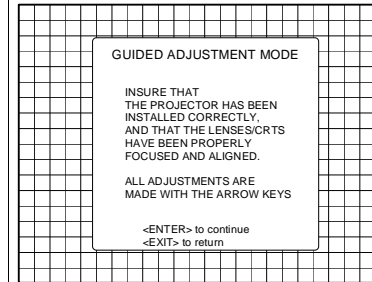 GUIDED ADJUSTMENT MODE
INSURE THAT
THE PROJECTOR HAS BEEN
INSTALLED CORRECTLY,
AND THAT THE LENSES/CRTS
HAVE BEEN PROPERLY
FOCUSED AND ALIGNED.
ALL ADJUSTMENTS ARE
MADE WITH THE ARROW KEYS
<ENTER> to continue
<EXIT> to return